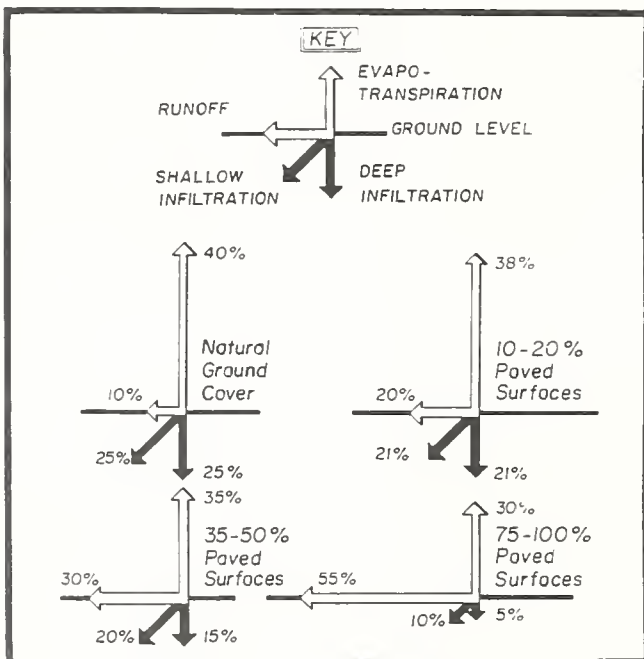 KEY
EVAPO-
TRANSPIRATION
RUNOFF
GROUND LEVEL
SHALLOW
INFILTRATION
DEEP
INFILTRATION
40%
Natural
Ground
Cover
10%
25%
25%
38%
10-20%
Paved
Surfaces
20%
21%
21%
35%
35-50%
Paved
Surfaces
30%
20%
15%
30%
75-100%
Paved
Surfaces
55%
10%
5%